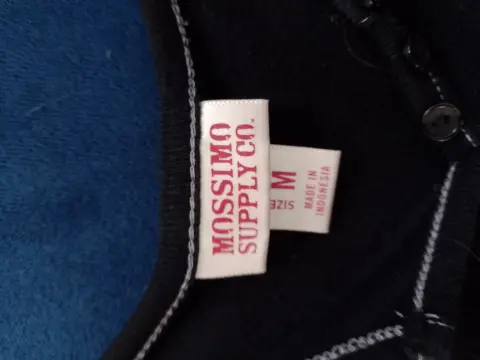 MOSSIMO
SUPPLY CO.
SIZE M
MADE IN
INDONESIA